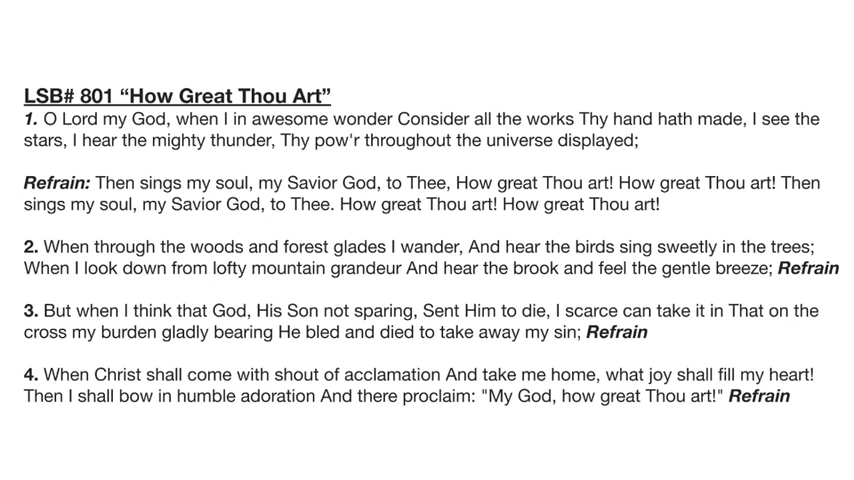 LSB# 801 “How Great Thou Art”
1. O Lord my God, when I in awesome wonder Consider all the works Thy hand hath made, I see the
stars, I hear the mighty thunder, Thy pow'r throughout the universe displayed;
Refrain: Then sings my soul, my Savior God, to Thee, How great Thou art! How great Thou art! Then
sings my soul, my Savior God, to Thee. How great Thou art! How great Thou art!
2. When through the woods and forest glades I wander, And hear the birds sing sweetly in the trees;
When I look down from lofty mountain grandeur And hear the brook and feel the gentle breeze; Refrain
3. But when I think that God, His Son not sparing, Sent Him to die, I scarce can take it in That on the
cross my burden gladly bearing He bled and died to take away my sin; Refrain
4. When Christ shall come with shout of acclamation And take me home, what joy shall fill my heart!
Then I shall bow in humble adoration And there proclaim: "My God, how great Thou art!" Refrain